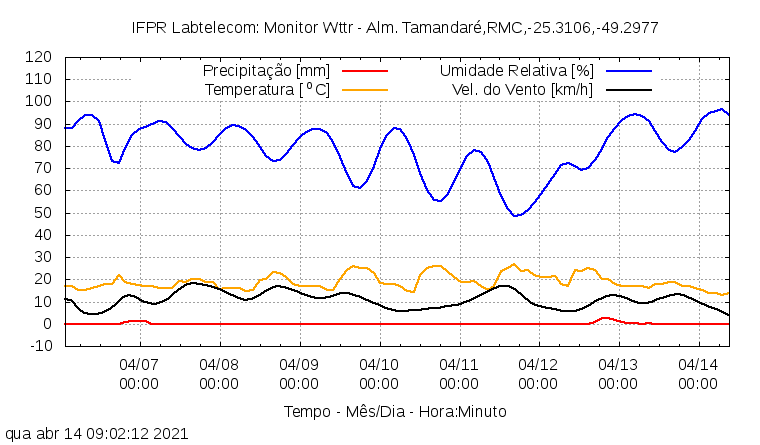 IFPR Labtelecom: Monitor Wttr - Alm. Tamandaré,RMC,-25.3106,-49.2977
Precipitação [mm]
Umidade Relativa [%]
Temperatura [⁰C]
Vel. do Vento [km/h]
120
110
100
90
80
70
60
50
40
30
20
10
0
-10
04/07 04/08 04/09 04/10 04/11 04/12 04/13 04/14
00:00 00:00 00:00 00:00 00:00 00:00 00:00 00:00
Tempo - Mês/Dia - Hora:Minuto
qua abr 14 09:02:12 2021